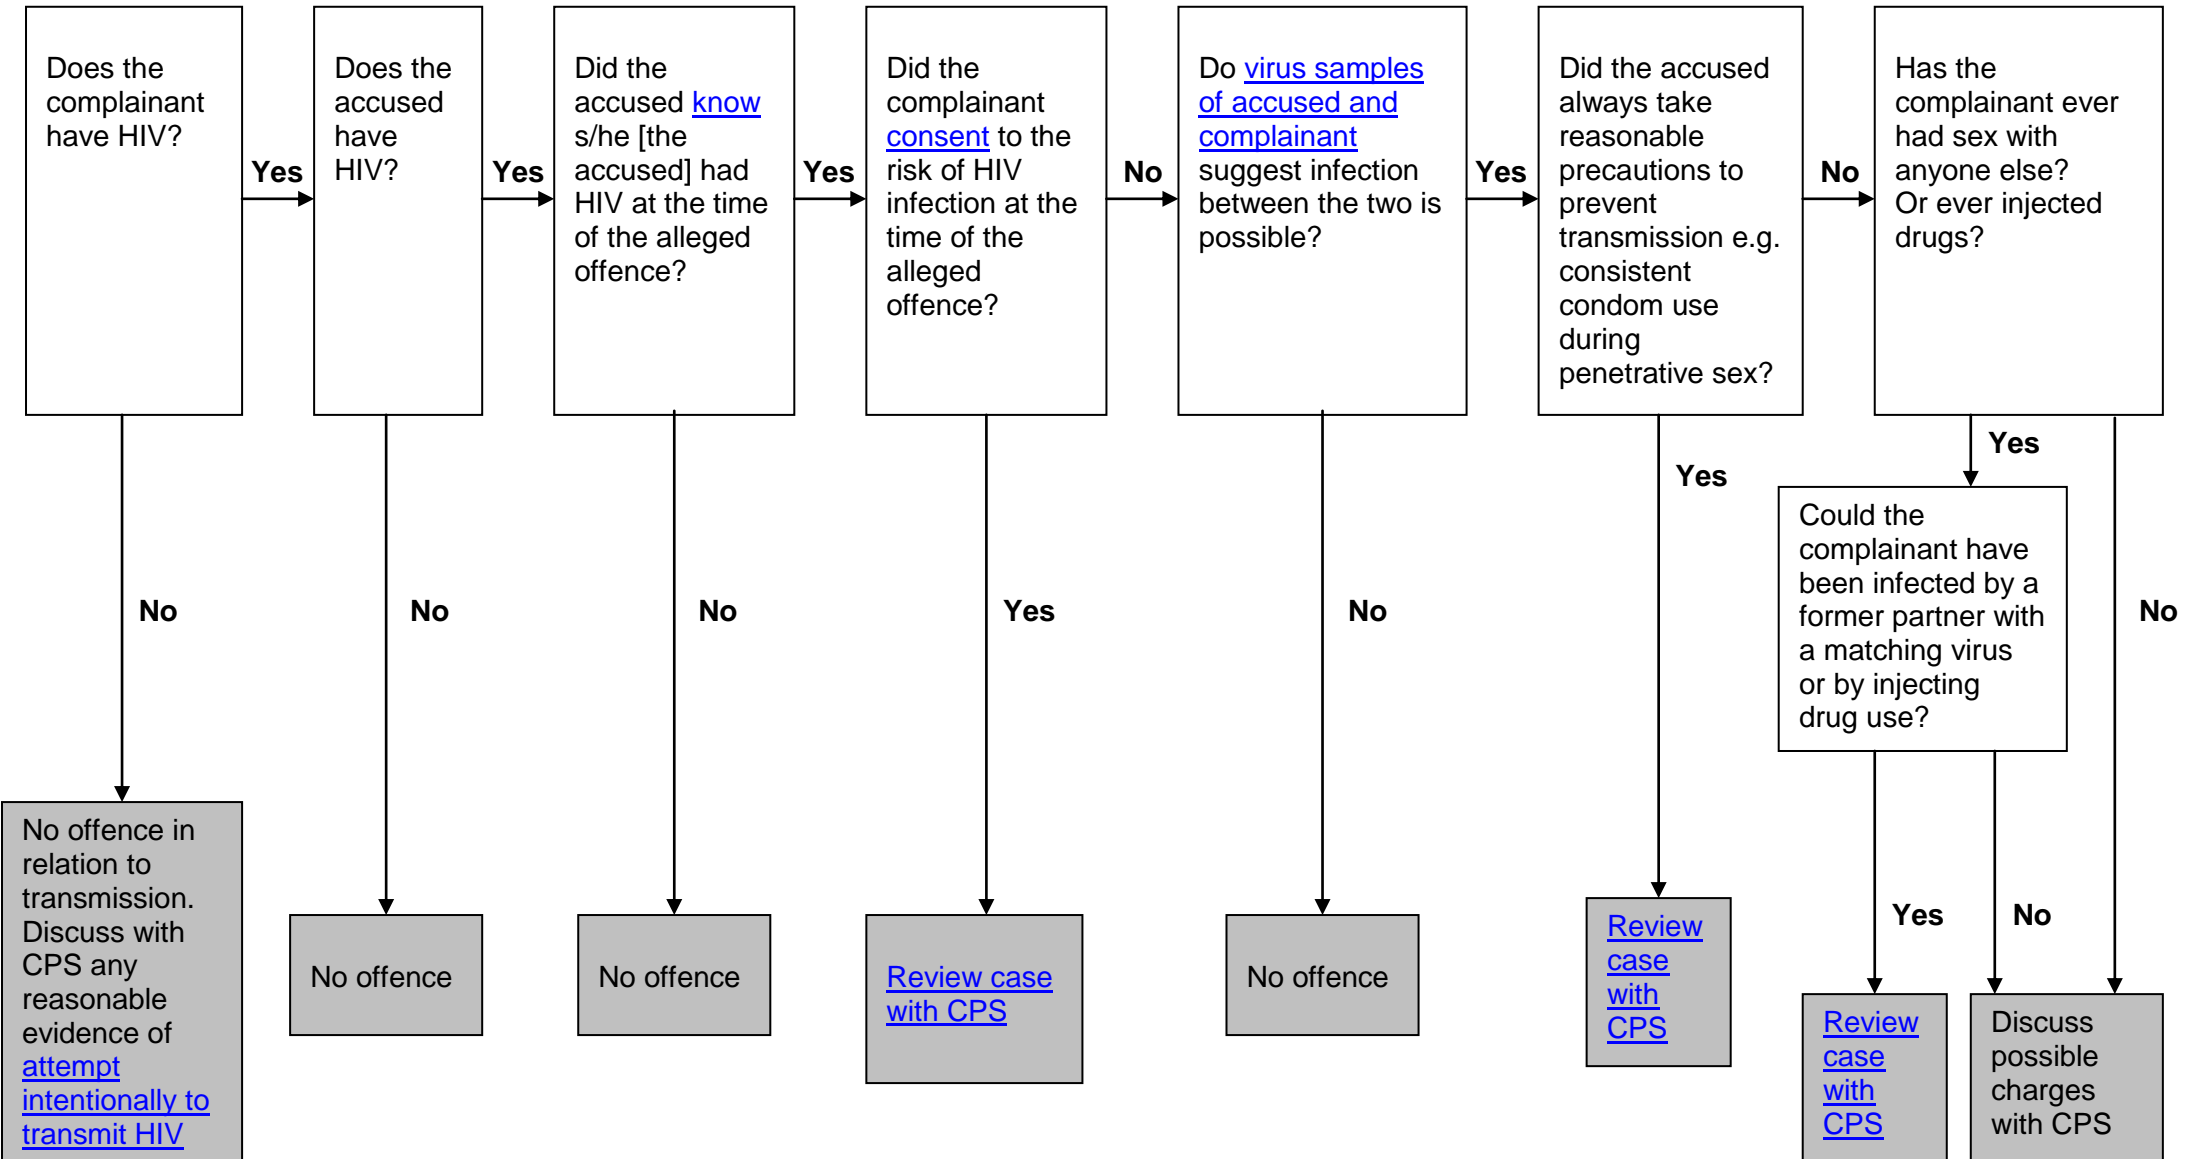 Does the
complainant
have HIV?
Yes
Does the
accused
have
HIV?
Yes
Did the
accused know
s/he [the
accused] had
HIV at the time
of the alleged
offence?
Yes
Did the
complainant
consent to the
risk of HIV
infection at the
time of the
alleged
offence?
No
Do virus samples
of accused and
complainant
suggest infection
between the two is
possible?
Yes
Did the accused
always take
reasonable
precautions to
prevent
transmission e.g.
consistent
condom use
during
penetrative sex?
No
Has the
complainant ever
had sex with
anyone else?
Or ever injected
drugs?
Yes
Yes
Could the
complainant have
been infected by a
former partner with
a matching virus
or by injecting
drug use?
No
No
No
Yes
No
No
No offence in
relation to
transmission.
Discuss with
CPS any
reasonable
evidence of
attempt
intentionally to
transmit HIV
No offence
No offence
Review case
with CPS
No offence
Review
case
with
CPS
Yes
No
Review
case
with
CPS
Discuss
possible
charges
with CPS